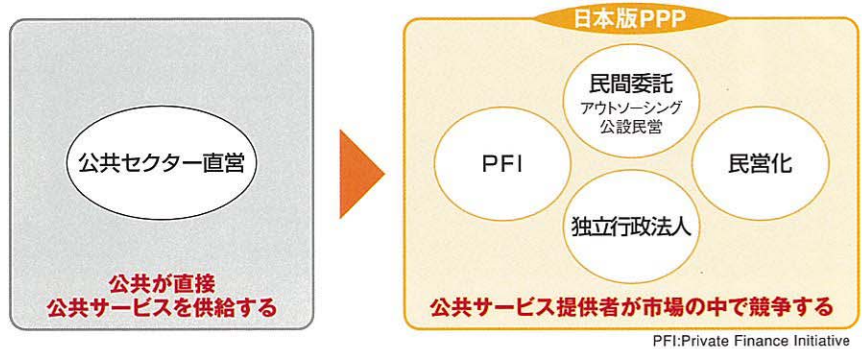 公共セクター直営
公共が直接
公共サービスを供給する
日本版PPP
民間委託
アウトソーシング
公設民営
PFI
民営化
独立行政法人
公共サービス提供者が市場の中で競争する
PFI:Private Finance Initiative